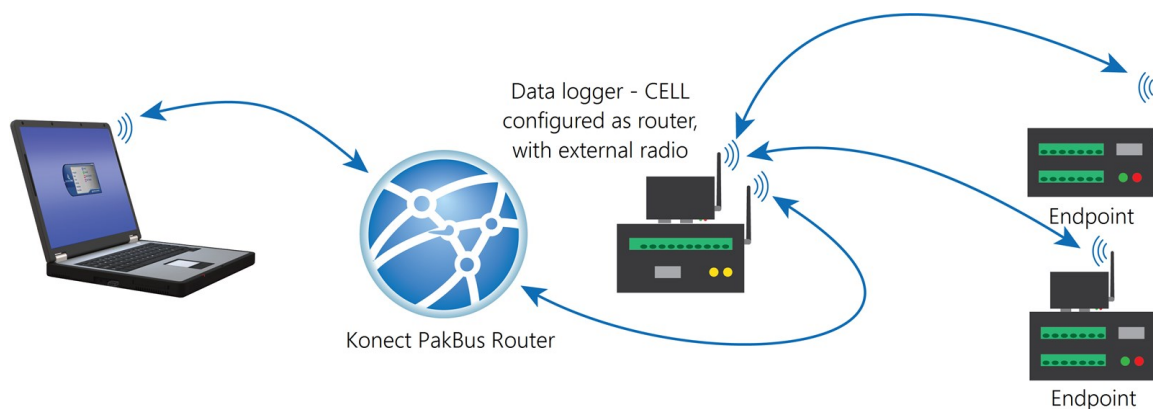 Data logger - CELL
configured as router,
with external radio
Konect PakBus Router
Endpoint
Endpoint